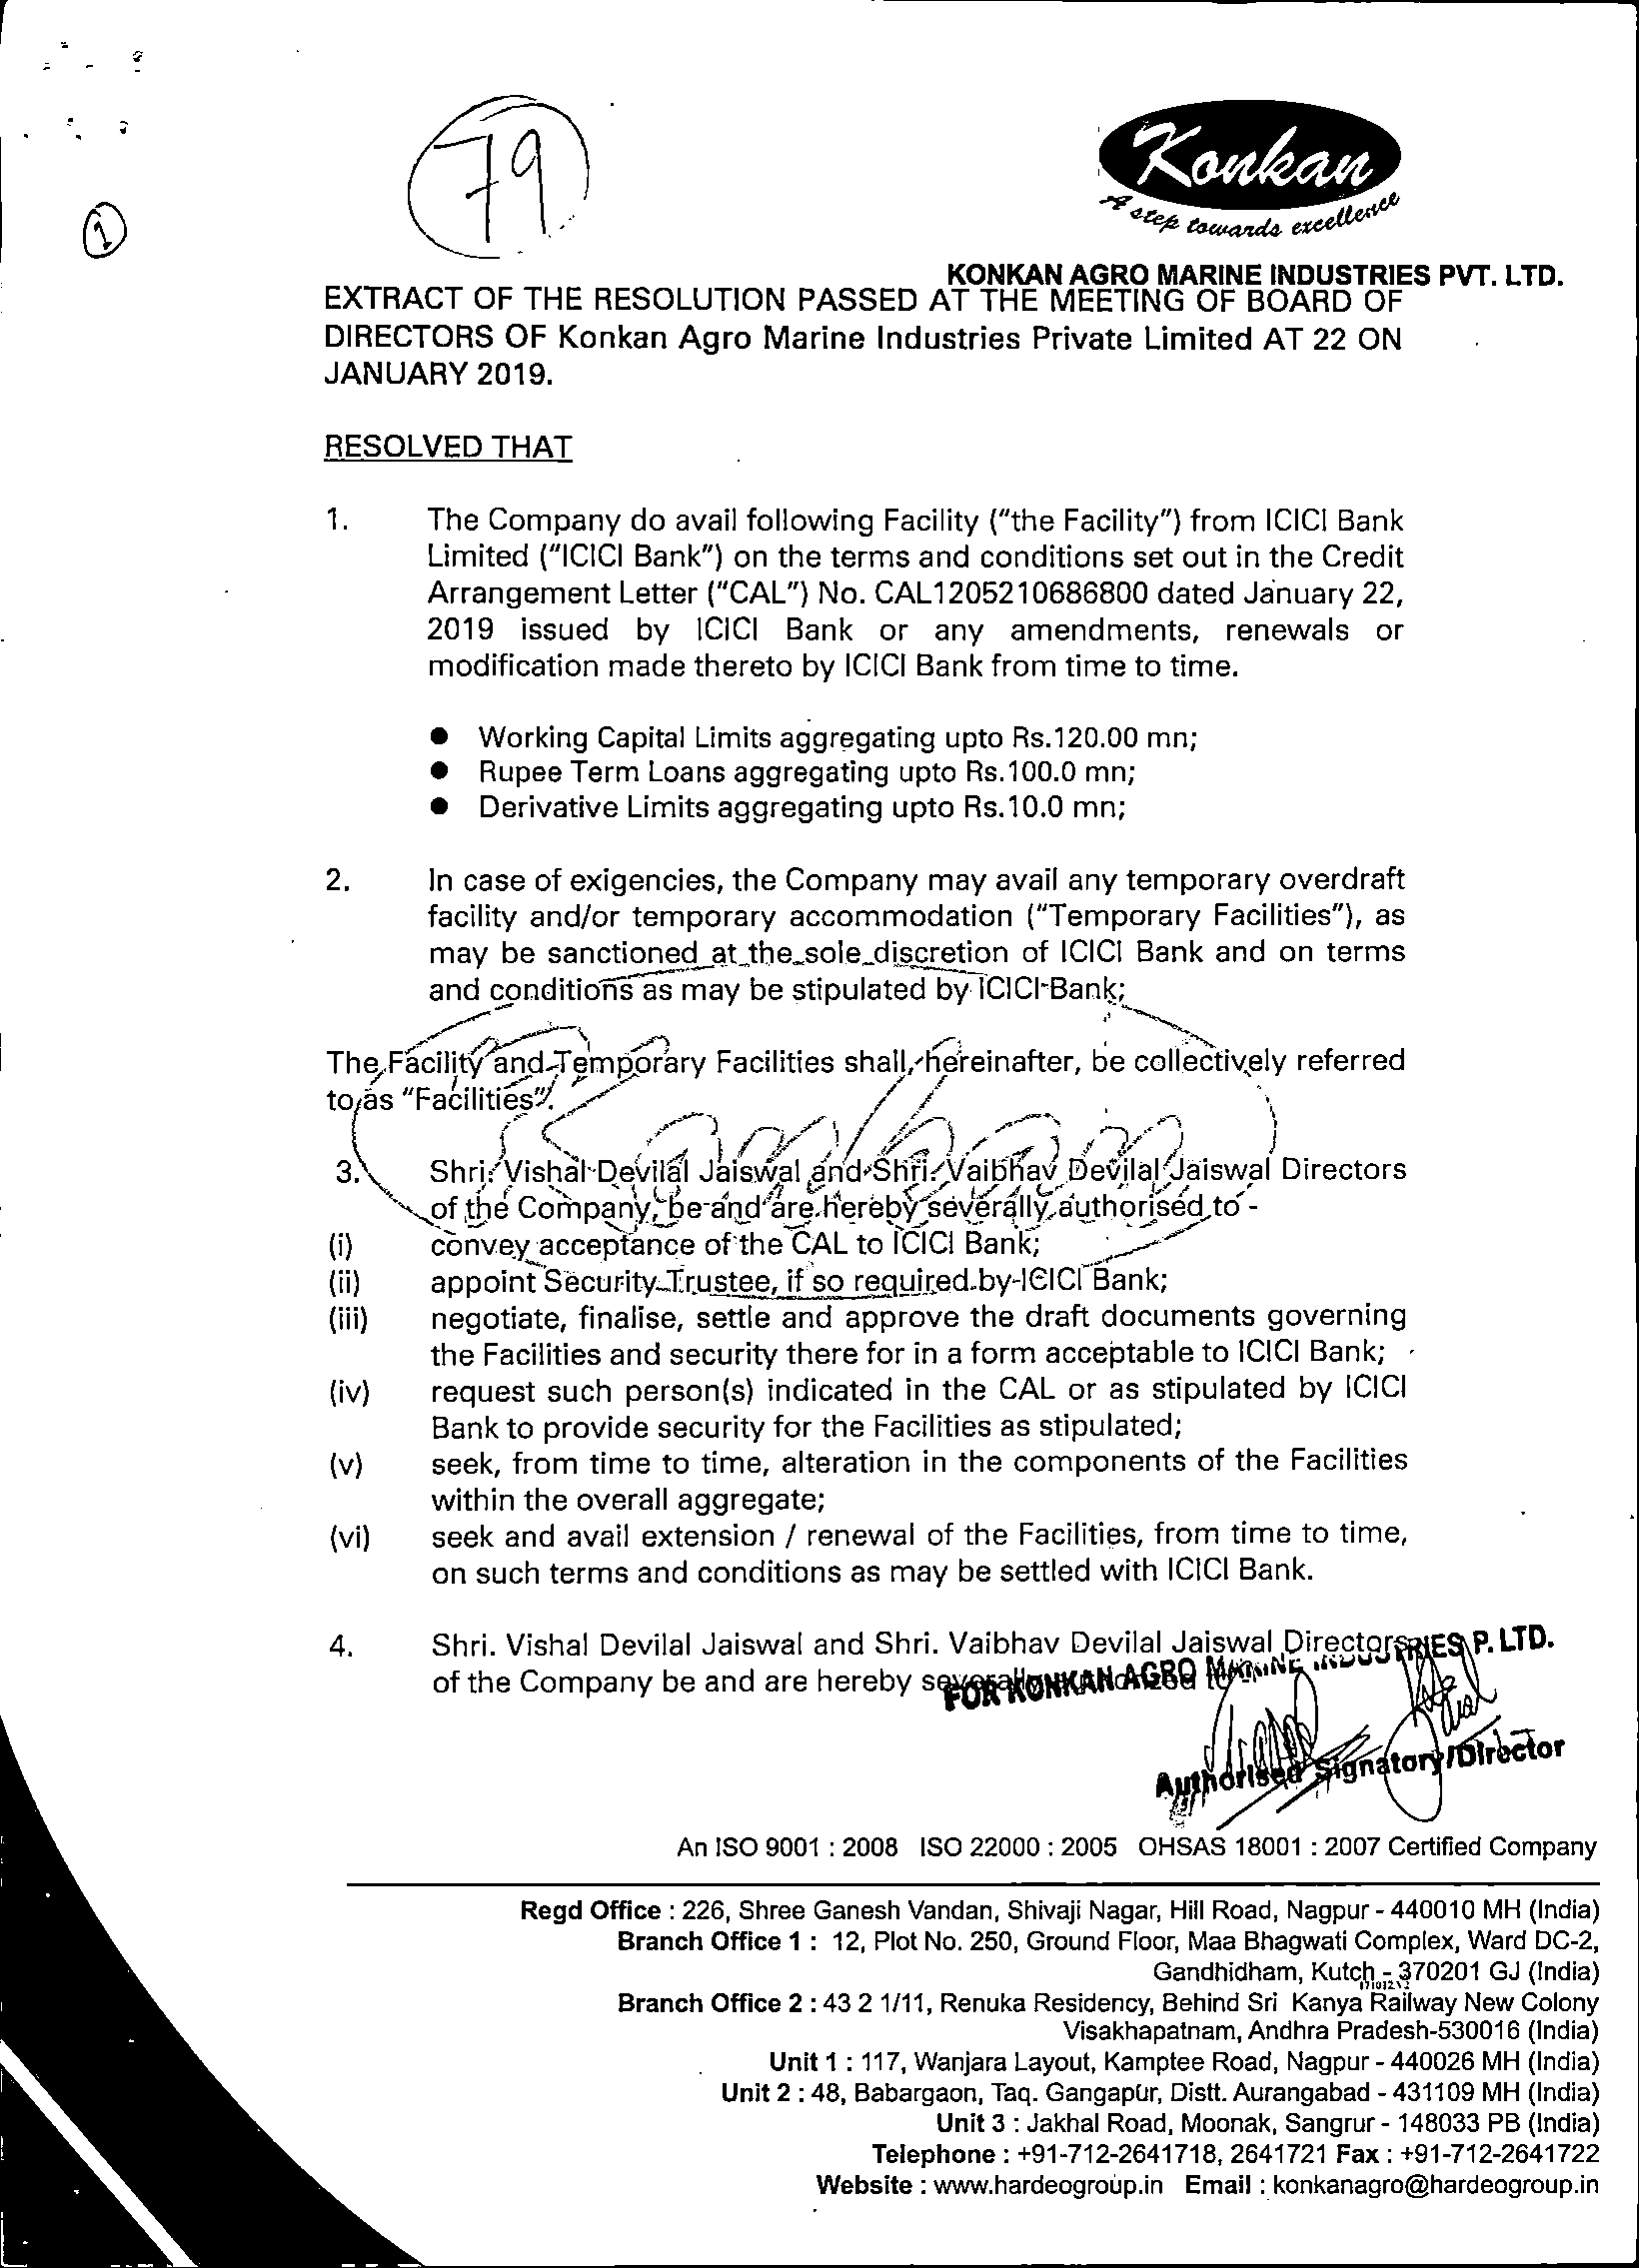 79
1
Konkan
A step towards excellence
KONKAN AGRO MARINE INDUSTRIES PVT. LTD.
EXTRACT OF THE RESOLUTION PASSED AT THE MEETING OF BOARD OF
DIRECTORS OF Konkan Agro Marine Industries Private Limited AT 22 ON
JANUARY 2019.
RESOLVED THAT
1. The Company do avail following Facility ("the Facility") from ICICI Bank
Limited ("ICICI Bank") on the terms and conditions set out in the Credit
Arrangement Letter ("CAL") No. CAL1205210686800 dated January 22,
2019 issued by ICICI Bank or any amendments, renewals or
modification made thereto by ICICI Bank from time to time.
● Working Capital Limits aggregating upto Rs.120.00 mn;
● Rupee Term Loans aggregating upto Rs.100.0 mn;
● Derivative Limits aggregating upto Rs.10.0 mn;
2. In case of exigencies, the Company may avail any temporary overdraft
facility and/or temporary accommodation ("Temporary Facilities"), as
may be sanctioned at the sole discretion of ICICI Bank and on terms
and conditions as may be stipulated by ICICI Bank;
The Facility and Temporary Facilities shall, hereinafter, be collectively referred
to as "Facilities".
Konkan
3. Shri. Vishal Devilal Jaiswal and Shri. Vaibhav Devilal Jaiswal Directors
of the Company, be and are hereby severally authorised to -
(i) convey acceptance of the CAL to ICICI Bank;
(ii) appoint Security Trustee, if so required by ICICI Bank;
(iii) negotiate, finalise, settle and approve the draft documents governing
the Facilities and security there for in a form acceptable to ICICI Bank;
(iv) request such person(s) indicated in the CAL or as stipulated by ICICI
Bank to provide security for the Facilities as stipulated;
(v) seek, from time to time, alteration in the components of the Facilities
within the overall aggregate;
(vi) seek and avail extension / renewal of the Facilities, from time to time,
on such terms and conditions as may be settled with ICICI Bank.
4. Shri. Vishal Devilal Jaiswal and Shri. Vaibhav Devilal Jaiswal Directors
of the Company be and are hereby severally to -
FOR KONKAN AGRO MARINE INDUSTRIES P. LTD.
Authorised Signatory/Director
An ISO 9001 : 2008 ISO 22000 : 2005 OHSAS 18001 : 2007 Certified Company
Regd Office : 226, Shree Ganesh Vandan, Shivaji Nagar, Hill Road, Nagpur - 440010 MH (India)
Branch Office 1 : 12, Plot No. 250, Ground Floor, Maa Bhagwati Complex, Ward DC-2,
Gandhidham, Kutch - 370201 GJ (India)
Branch Office 2 : 43 2 1/11, Renuka Residency, Behind Sri Kanya Railway New Colony
Visakhapatnam, Andhra Pradesh-530016 (India)
Unit 1 : 117, Wanjara Layout, Kamptee Road, Nagpur - 440026 MH (India)
Unit 2 : 48, Babargaon, Taq. Gangapur, Distt. Aurangabad - 431109 MH (India)
Unit 3 : Jakhal Road, Moonak, Sangrur - 148033 PB (India)
Telephone : +91-712-2641718, 2641721 Fax : +91-712-2641722
Website : www.hardeogroup.in Email : konkanagro@hardeogroup.in